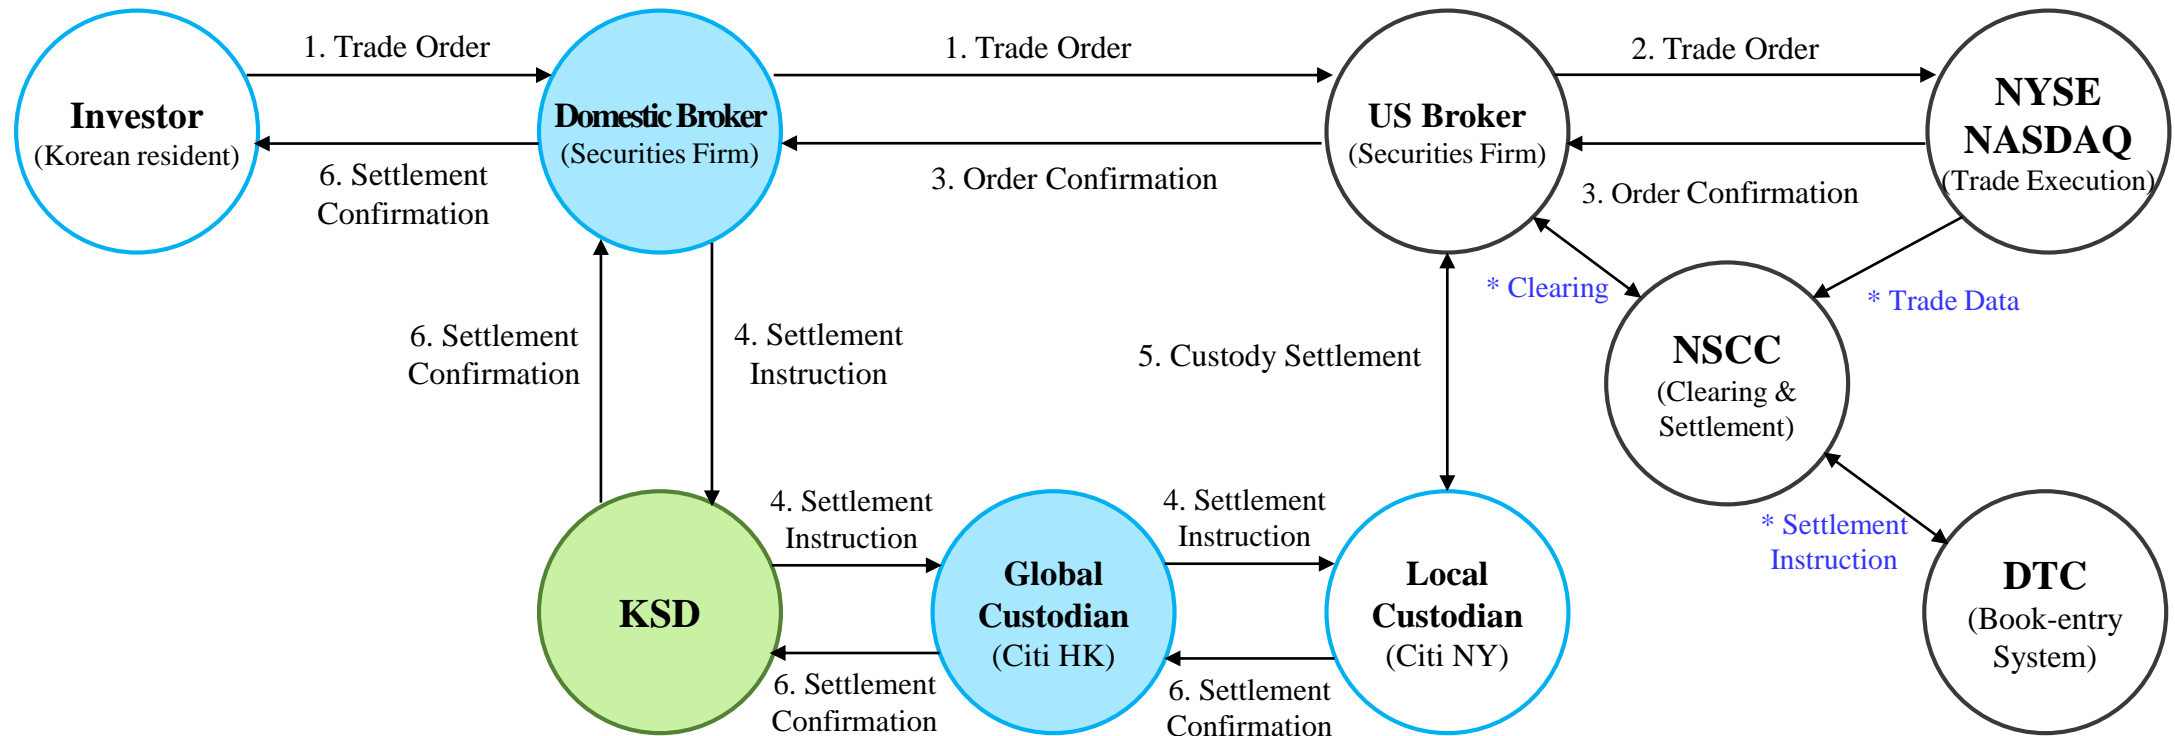 1. Trade Order
1. Trade Order
2. Trade Order
Investor
(Korean resident)
Domestic Broker
(Securities Firm)
US Broker
(Securities Firm)
NYSE
NASDAQ
(Trade Execution)
6. Settlement
Confirmation
3. Order Confirmation
3. Order Confirmation
* Clearing
* Trade Data
6. Settlement
Confirmation
4. Settlement
Instruction
5. Custody Settlement
NSCC
(Clearing &
Settlement)
4. Settlement
Instruction
4. Settlement
Instruction
* Settlement
Instruction
KSD
Global
Custodian
(Citi HK)
Local
Custodian
(Citi NY)
DTC
(Book-entry
System)
6. Settlement
Confirmation
6. Settlement
Confirmation